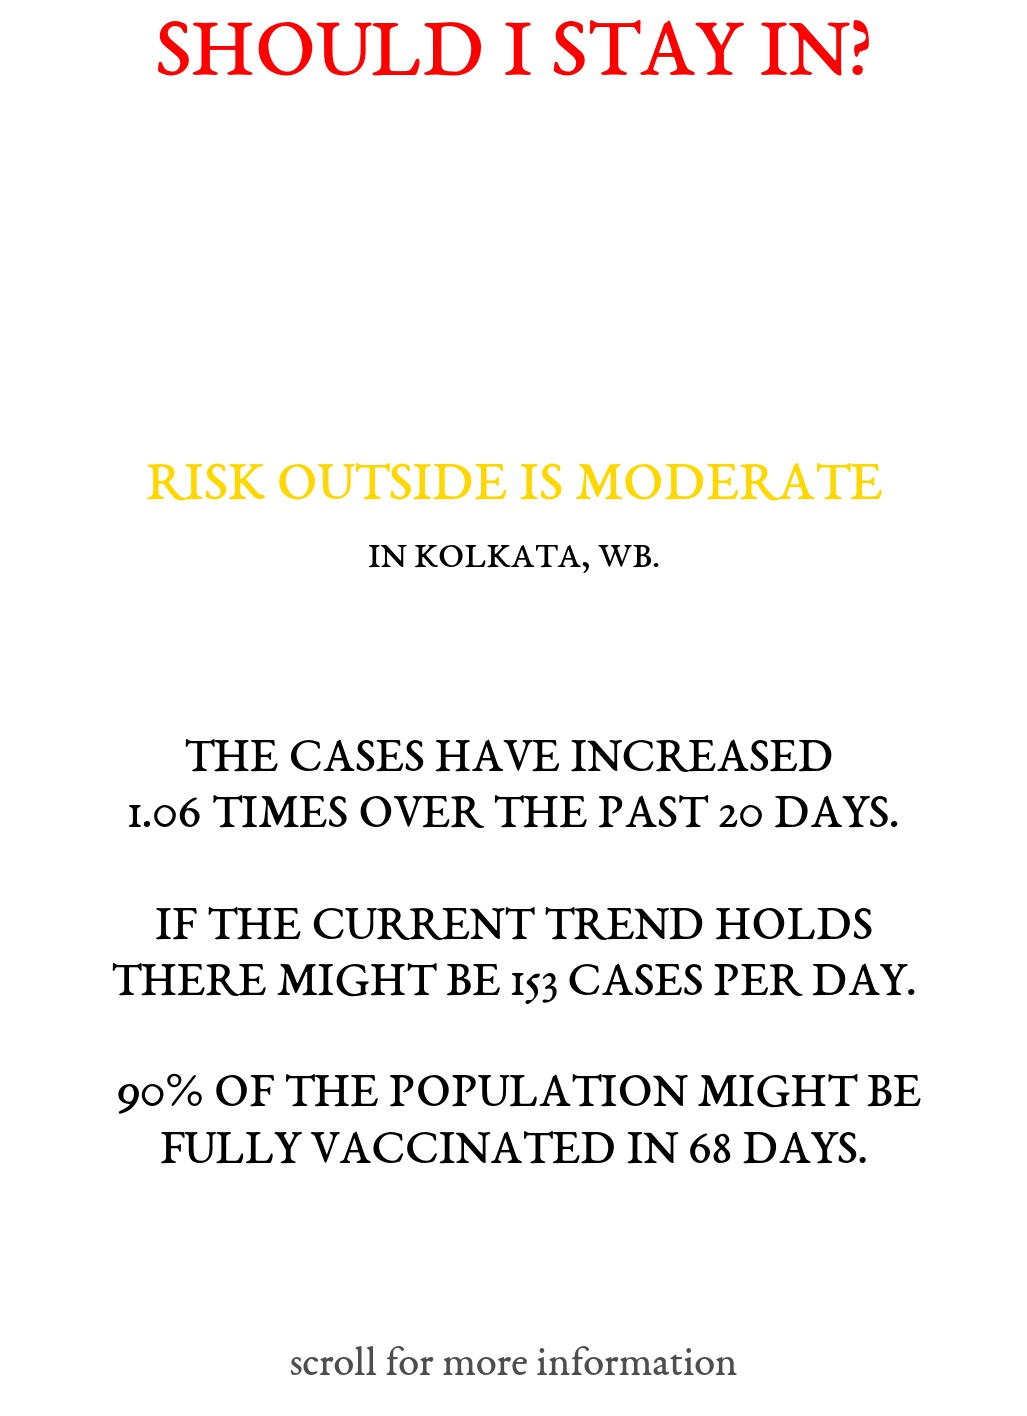 SHOULD I STAY IN?
RISK OUTSIDE IS MODERATE
IN KOLKATA, WB.
THE CASES HAVE INCREASED
1.06 TIMES OVER THE PAST 20 DAYS.
IF THE CURRENT TREND HOLDS
THERE MIGHT BE 153 CASES PER DAY.
90% OF THE POPULATION MIGHT BE
FULLY VACCINATED IN 68 DAYS.
scroll for more information